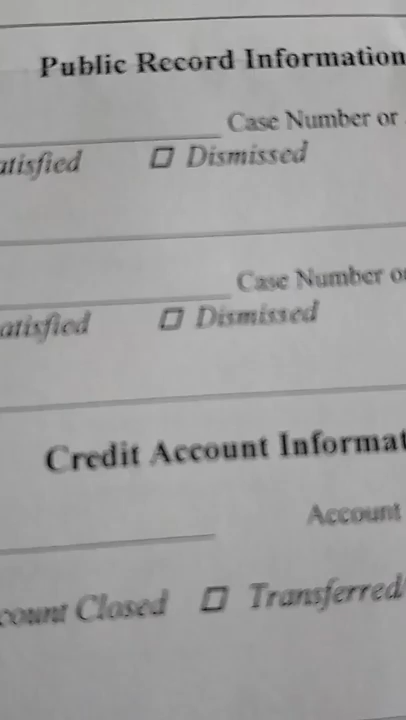 Public Record Information
Case Number or
atisfied ☐ Dismissed
Case Number or
atisfied ☐ Dismissed
Credit Account Informat
Account
count Closed ☐ Transferred/